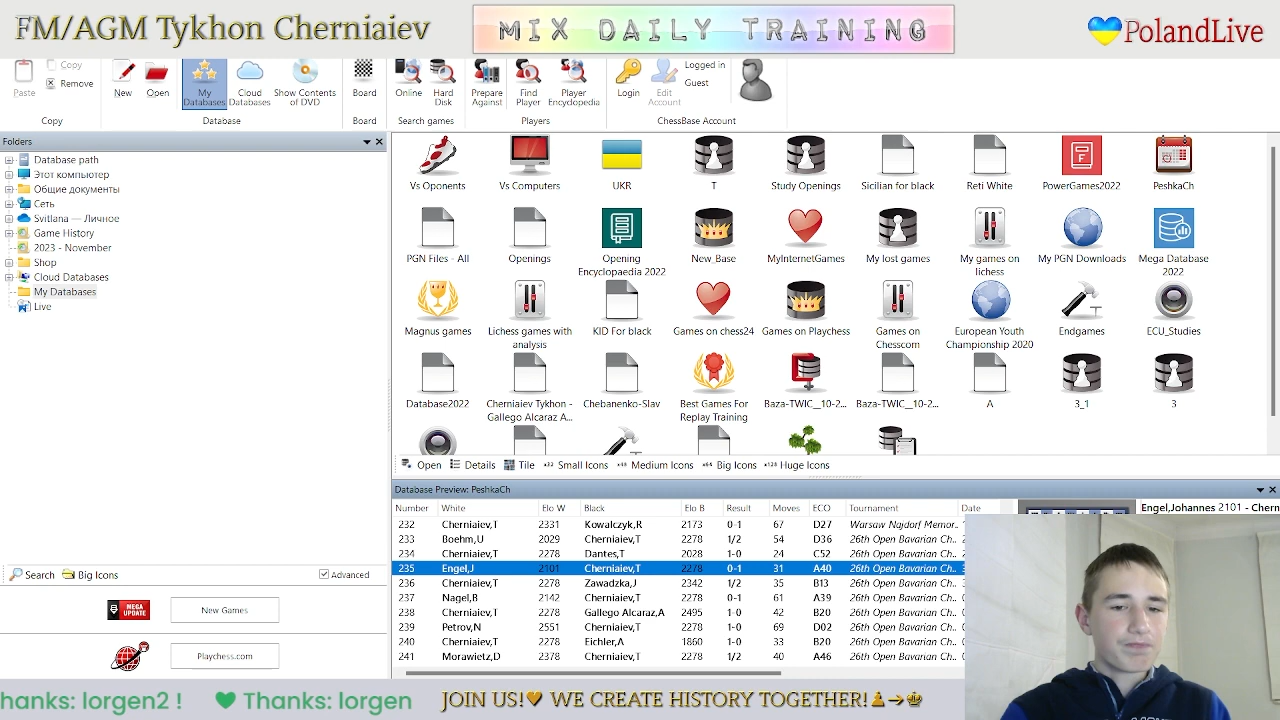 FM/AGM Tykhon Cherniaiev
MIX DAILY TRAINING
PolandLive
Paste
Copy
Remove
Copy
New
Open
My Databases
Cloud Databases
Show Contents of DVD
Database
Board
Board
Online
Hard Disk
Search games
Prepare Against
Find Player
Player Encyclopedia
Players
Login
Edit Account
Logged in
Guest
ChessBase Account
Folders
Database path
Этот компьютер
Общие документы
Сеть
Svitlana — Личное
Game History
2023 - November
Shop
Cloud Databases
My Databases
Live
Search
Big Icons
Advanced
MEGA UPDATE
New Games
Playchess.com
Vs Oponents
Vs Computers
UKR
T
Study Openings
Sicilian for black
Reti White
PowerGames2022
PeshkaCh
PGN Files - All
Openings
Opening Encyclopaedia 2022
New_Base
MyInternetGames
My lost games
My games on lichess
My PGN Downloads
Mega Database 2022
Magnus games
Lichess games with analysis
KID For black
Games on chess24
Games on Playchess
Games on Chesscom
European Youth Championship 2020
Endgames
ECU_Studies
Database2022
Cherniaiev Tykhon - Gallego Alcaraz A...
Chebanenko-Slav
Best Games For Replay Training
Baza-TWIC__10-2...
Baza-TWIC__10-2...
A
3_1
3
Open Details Tile Small Icons Medium Icons Big Icons Huge Icons
Database Preview: PeshkaCh
Number White Elo W Black Elo B Result Moves ECO Tournament Date
232 Cherniaiev,T 2331 Kowalczyk,R 2173 0-1 67 D27 Warsaw Najdorf Memor..
233 Boehm,U 2029 Cherniaiev,T 2278 1/2 54 D36 26th Open Bavarian Ch..
234 Cherniaiev,T 2278 Dantes,T 2028 1-0 24 C52 26th Open Bavarian Ch..
235 Engel,J 2101 Cherniaiev,T 2278 0-1 31 A40 26th Open Bavarian Ch..
236 Cherniaiev,T 2278 Zawadzka,J 2342 1/2 35 B13 26th Open Bavarian Ch..
237 Nagel,B 2142 Cherniaiev,T 2278 0-1 61 A33 26th Open Bavarian Ch..
238 Cherniaiev,T 2278 Gallego Alcaraz,A 2495 1-0 42 B20 26th Open Bavarian Ch..
239 Petrov,N 2551 Cherniaiev,T 2278 1-0 69 D02 26th Open Bavarian Ch..
240 Cherniaiev,T 2278 Eichler,A 1860 1-0 33 B20 26th Open Bavarian Ch..
241 Morawietz,D 2378 Cherniaiev,T 2278 1/2 40 A46 26th Open Bavarian Ch..
Engel,Johannes 2101 - Chern
hanks: lorgen2 ! Thanks: lorgen
JOIN US! WE CREATE HISTORY TOGETHER!